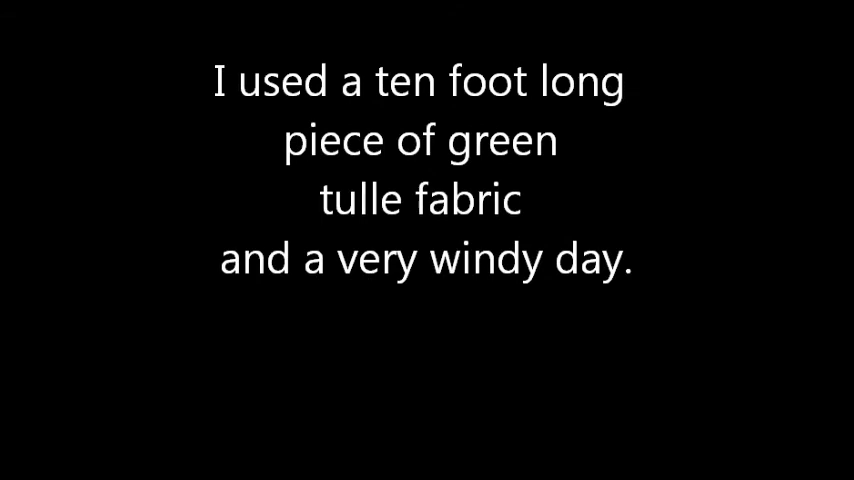 I used a ten foot long
piece of green
tulle fabric
and a very windy day.